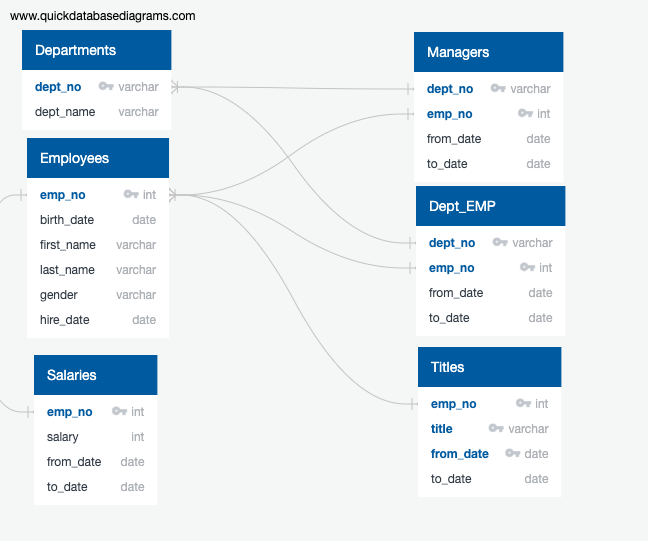 www.quickdatabasediagrams.com
Departments
dept_no varchar
dept_name varchar
Employees
emp_no int
birth_date date
first_name varchar
last_name varchar
gender varchar
hire_date date
Salaries
emp_no int
salary int
from_date date
to_date date
Managers
dept_no varchar
emp_no int
from_date date
to_date date
Dept_EMP
dept_no varchar
emp_no int
from_date date
to_date date
Titles
emp_no int
title varchar
from_date date
to_date date